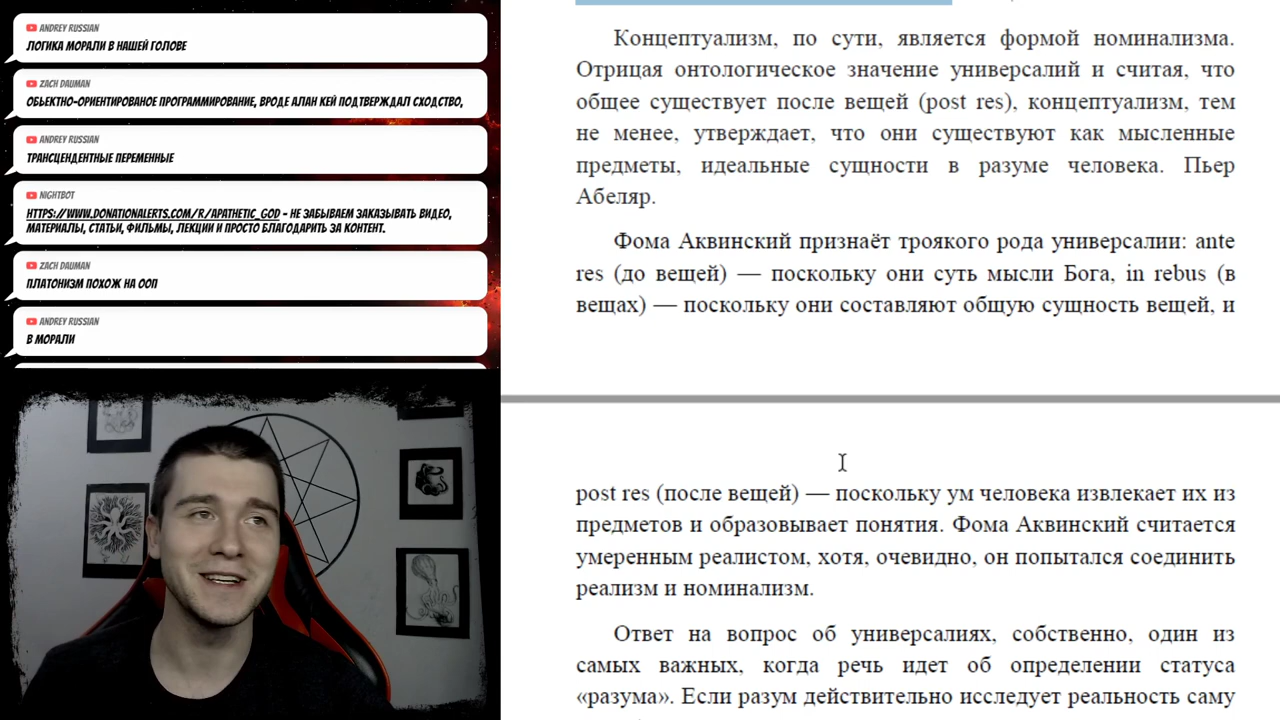 ANDREY RUSSIAN
ЛОГИКА МОРАЛИ В НАШЕЙ ГОЛОВЕ
ZACH DAUMAN
ОБЬЕКТНО-ОРИЕНТИРОВАНОЕ ПРОГРАММИРОВАНИЕ, ВРОДЕ АЛАН КЕЙ ПОДТВЕРЖДАЛ СХОДСТВО,
ANDREY RUSSIAN
ТРАНСЦЕНДЕНТНЫЕ ПЕРЕМЕННЫЕ
NIGHTBOT
HTTPS://WWW.DONATIONALERTS.COM/R/APATHETIC_GOD - НЕ ЗАБЫВАЕМ ЗАКАЗЫВАТЬ ВИДЕО,
МАТЕРИАЛЫ, СТАТЬИ, ФИЛЬМЫ, ЛЕКЦИИ И ПРОСТО БЛАГОДАРИТЬ ЗА КОНТЕНТ.
ZACH DAUMAN
ПЛАТОНИЗМ ПОХОЖ НА ООП
ANDREY RUSSIAN
В МОРАЛИ
Концептуализм, по сути, является формой номинализма.
Отрицая онтологическое значение универсалий и считая, что
общее существует после вещей (post res), концептуализм, тем
не менее, утверждает, что они существуют как мысленные
предметы, идеальные сущности в разуме человека. Пьер
Абеляр.
Фома Аквинский признаёт троякого рода универсалии: ante
res (до вещей) — поскольку они суть мысли Бога, in rebus (в
вещах) — поскольку они составляют общую сущность вещей, и
post res (после вещей) — поскольку ум человека извлекает их из
предметов и образовывает понятия. Фома Аквинский считается
умеренным реалистом, хотя, очевидно, он попытался соединить
реализм и номинализм.
Ответ на вопрос об универсалиях, собственно, один из
самых важных, когда речь идет об определении статуса
«разума». Если разум действительно исследует реальность саму